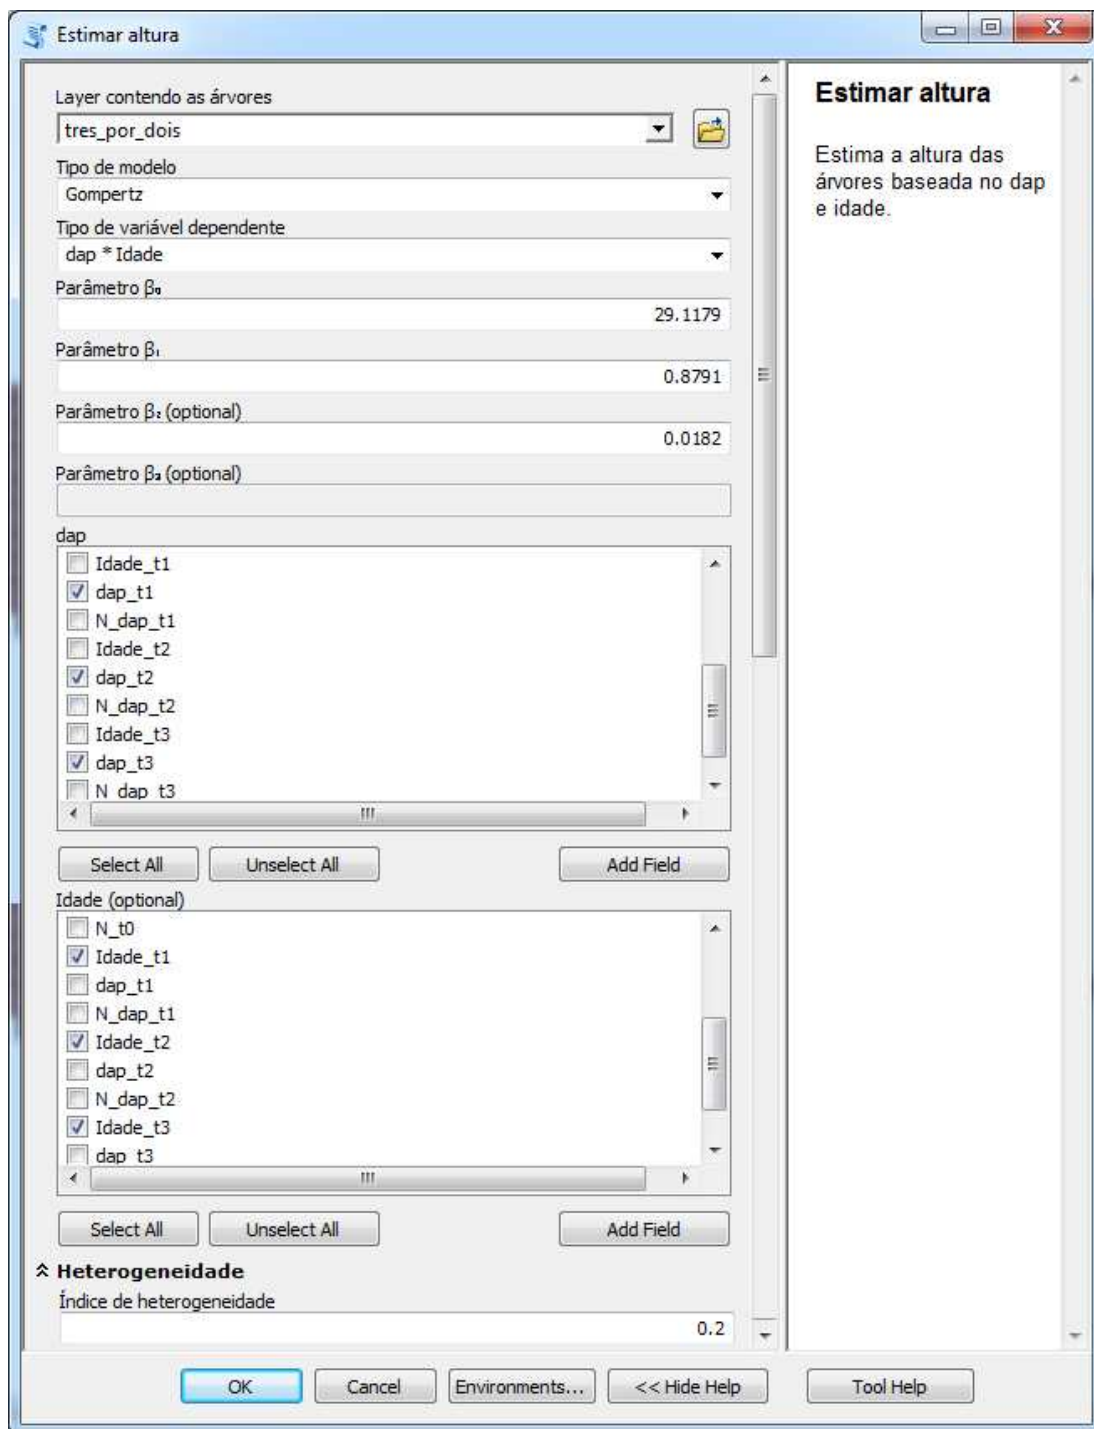 Estimar altura
Layer contendo as árvores
tres_por_dois
Tipo de modelo
Gompertz
Tipo de variável dependente
dap * Idade
Parâmetro β₀
29.1179
Parâmetro β₁
0.8791
Parâmetro β₂ (optional)
0.0182
Parâmetro β₃ (optional)
dap
Idade_t1
dap_t1
N_dap_t1
Idade_t2
dap_t2
N_dap_t2
Idade_t3
dap_t3
N_dap_t3
Select All Unselect All Add Field
Idade (optional)
N_t0
Idade_t1
dap_t1
N_dap_t1
Idade_t2
dap_t2
N_dap_t2
Idade_t3
dap_t3
Select All Unselect All Add Field
Heterogeneidade
Índice de heterogeneidade
0.2
OK Cancel Environments... << Hide Help Tool Help
Estimar altura
Estima a altura das
árvores baseada no dap
e idade.